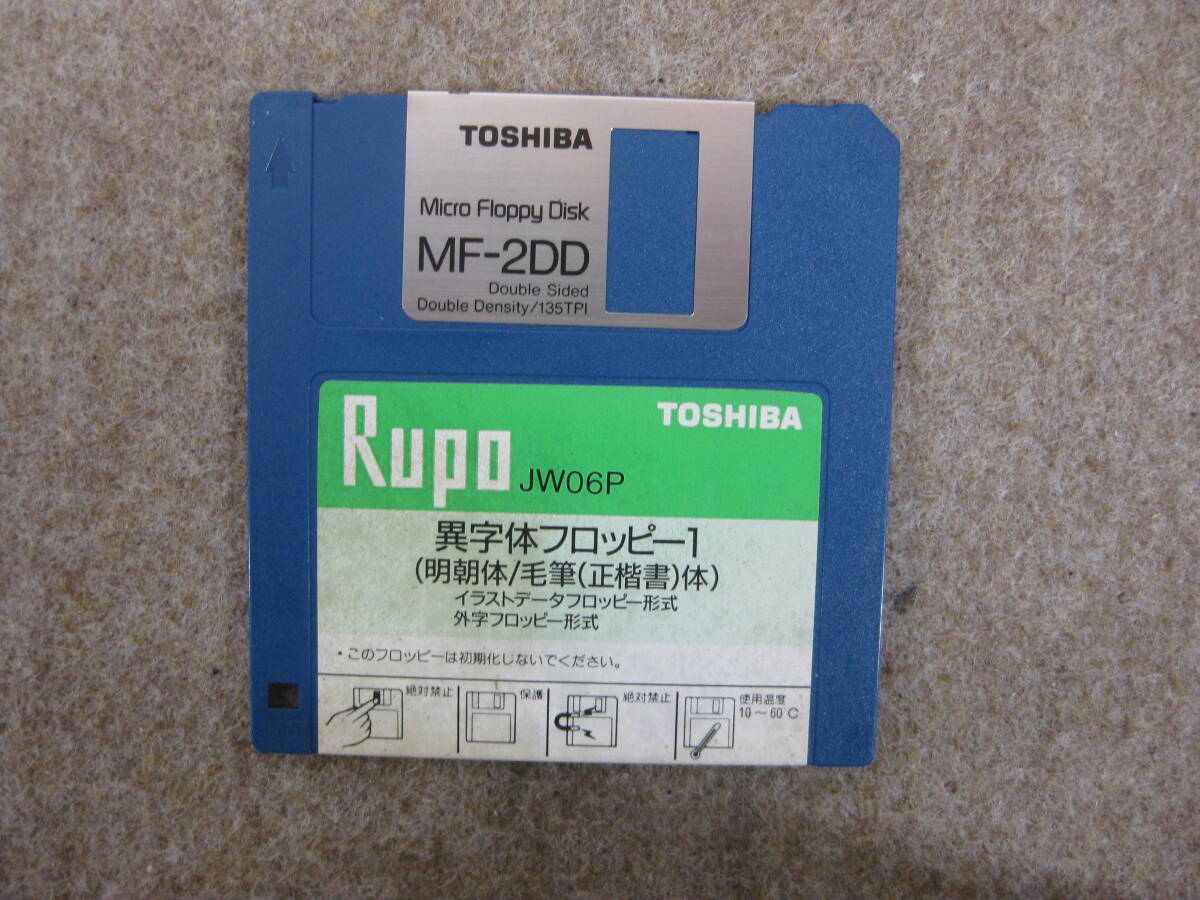 TOSHIBA
Micro Floppy Disk
MF-2DD
Double Sided
Double Density/135TPI
TOSHIBA
Rupo JW06P
異字体フロッピー1
(明朝体/毛筆(正楷書)体)
イラストデータフロッピー形式
外字フロッピー形式
・このフロッピーは初期化しないでください。
絶対禁止
保護
絶対禁止
使用温度
10～60℃